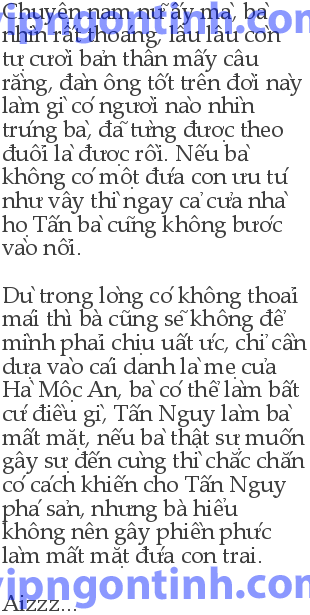 Chuyện nam nữ ấy mà, bà
nhìn rất thoáng, lâu lâu còn
tự cười bản thân mấy câu
rằng, đàn ông tốt trên đời này
làm gì có người nào nhìn
trúng bà, đã từng được theo
đuổi là được rồi. Nếu bà
không có một đứa con ưu tú
như vậy thì ngay cả cửa nhà
họ Tấn bà cũng không bước
vào nổi.

Dù trong lòng có không thoải
mái thì bà cũng sẽ không để
mình phải chịu uất ức, chỉ cần
dựa vào cái danh là mẹ của
Hà Mộc An, bà có thể làm bất
cứ điều gì, Tấn Nguy làm bà
mất mặt, nếu bà thật sự muốn
gây sự đến cùng thì chắc chắn
có cách khiến cho Tấn Nguy
phá sản, nhưng bà hiểu
không nên gây phiền phức
làm mất mặt đứa con trai.

vipngontinh.com
Aizzz...